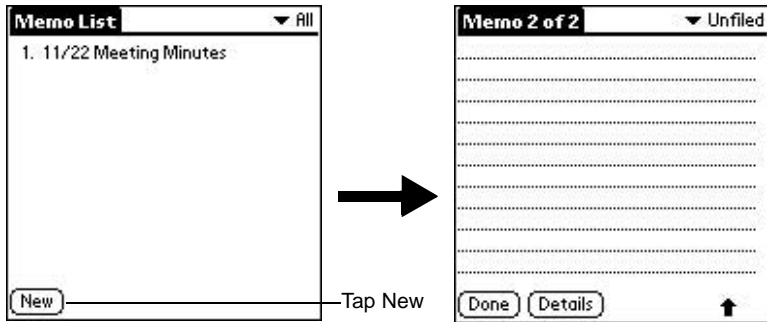 Memo List
All
1. 11/22 Meeting Minutes
New
Tap New
Memo 2 of 2
Unfiled
Done
Details